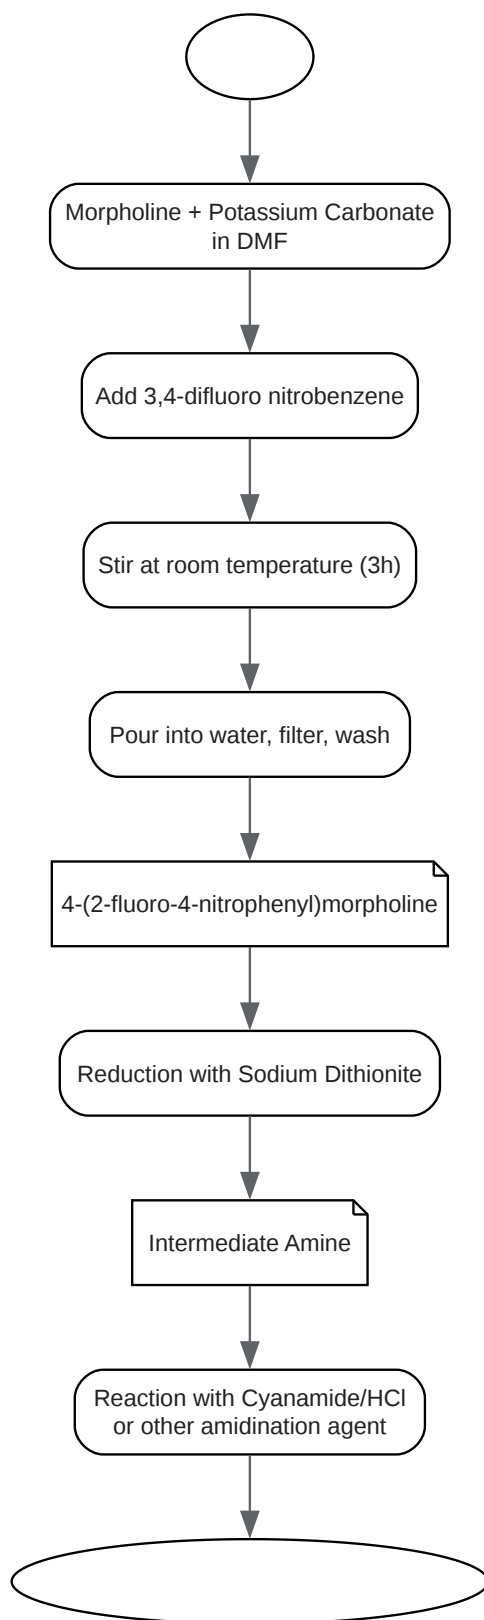 Morpholine + Potassium Carbonate
in DMF
Add 3,4-difluoro nitrobenzene
Stir at room temperature (3h)
Pour into water, filter, wash
4-(2-fluoro-4-nitrophenyl)morpholine
Reduction with Sodium Dithionite
Intermediate Amine
Reaction with Cyanamide/HCl
or other amidination agent